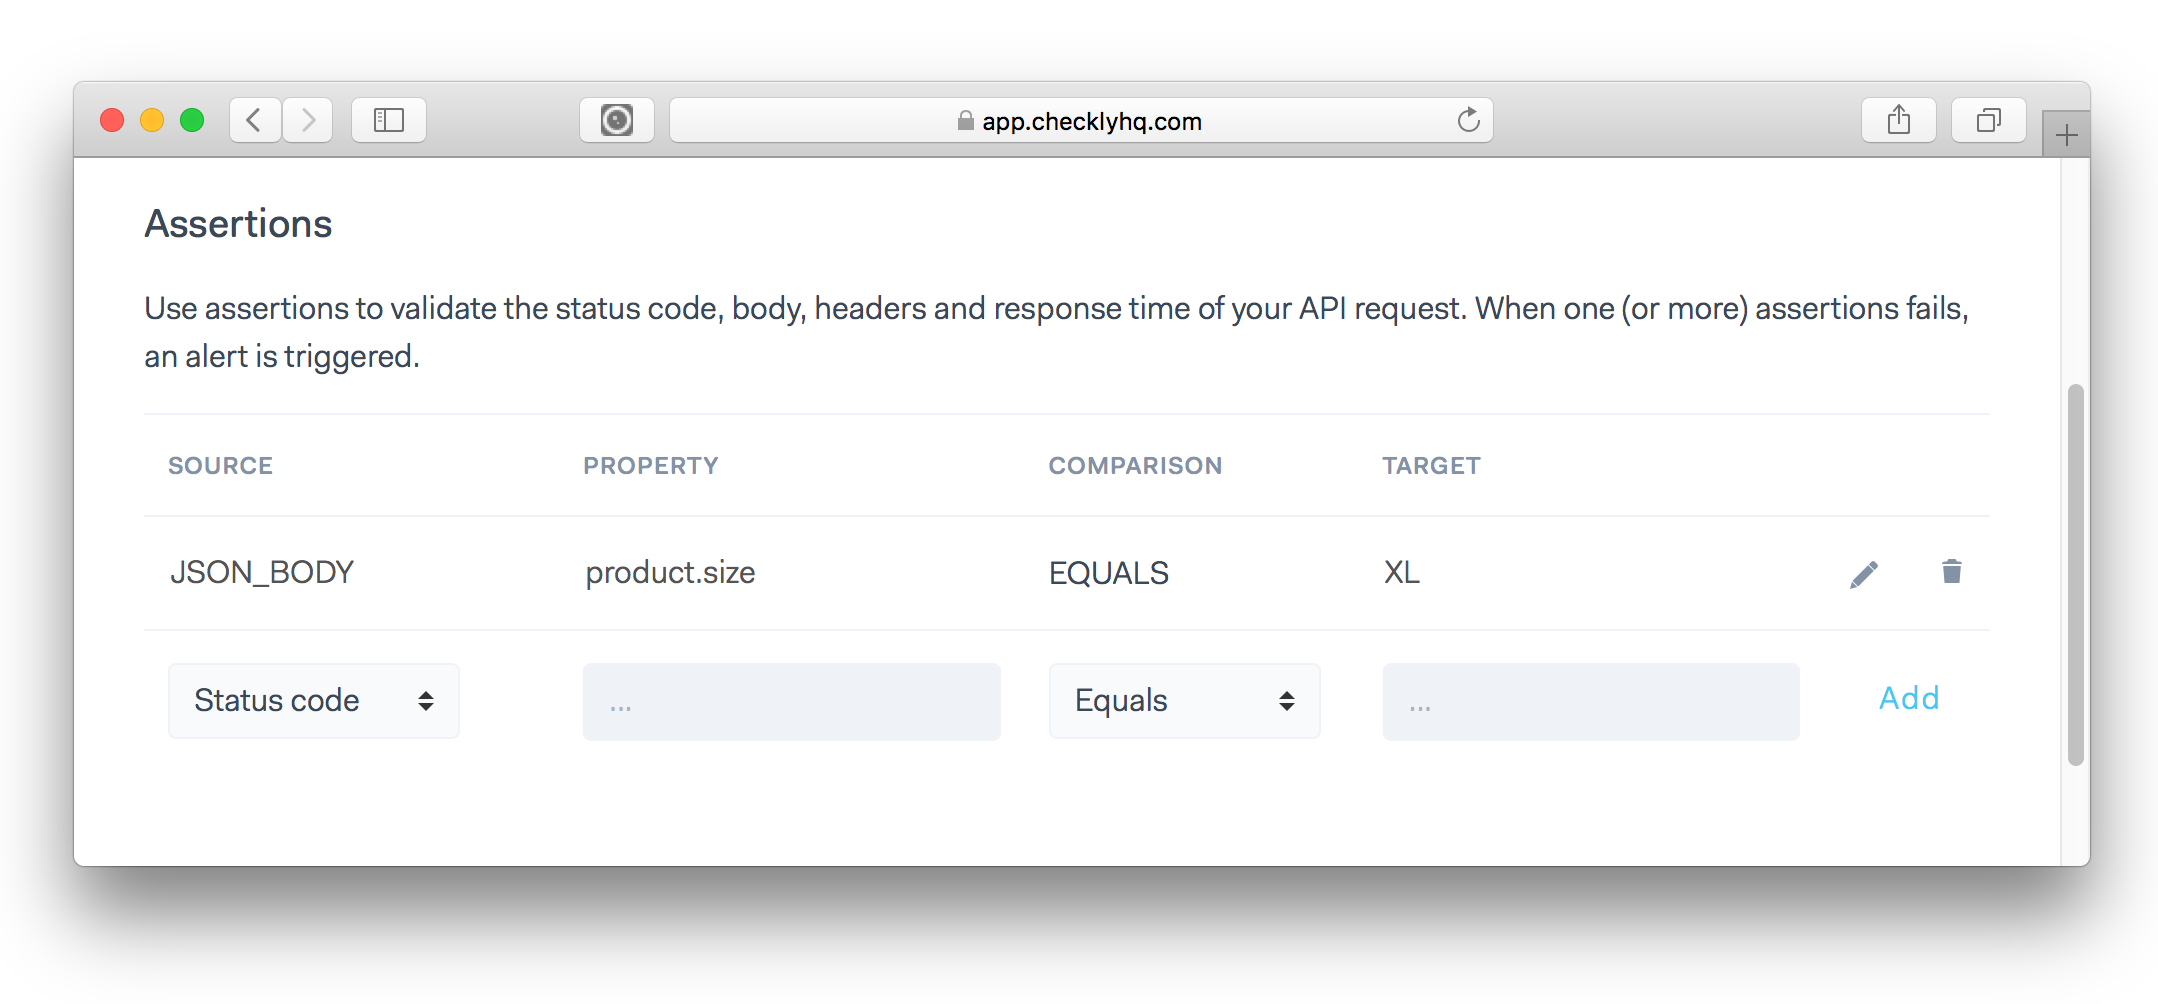 app.checklyhq.com
Assertions
Use assertions to validate the status code, body, headers and response time of your API request. When one (or more) assertions fails,
an alert is triggered.
SOURCE PROPERTY COMPARISON TARGET
JSON_BODY product.size EQUALS XL
Status code ... Equals ... Add